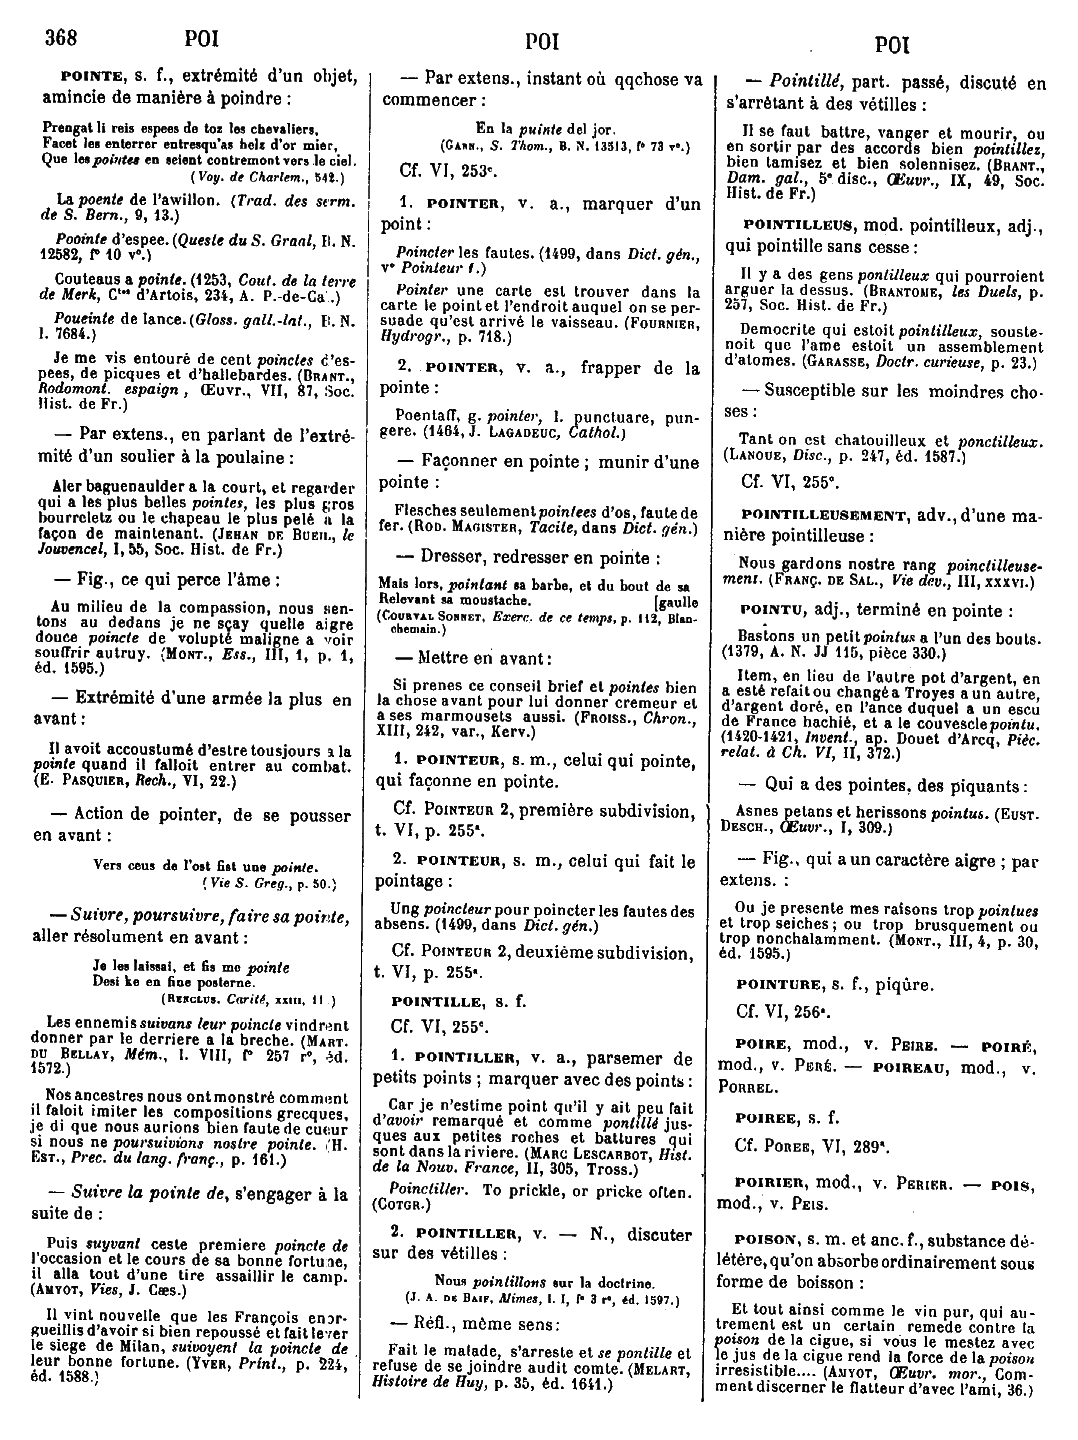 368 POI POI POI
POINTE, s. f., extrémité d'un objet,
amincie de manière à poindre :
Prengat li reis espees de toz les chevaliers,
Facet les enterrer entresqu'as helz d'or mier,
Que les pointes en seient contremont vers le ciel.
(Voy. de Charlem., 542.)
La poente de l'awillon. (Trad. des serm.
de S. Bern., 9, 13.)
Poointe d'espee. (Queste du S. Graal, B. N.
12582, f° 10 v°.)
Couteaus a pointe. (1253, Cout. de la terre
de Merk, Ctes d'Artois, 234, A. P.-de-Ca.)
Poueinte de lance. (Gloss. gall.-lat., B. N.
l. 7684.)
Je me vis entouré de cent poinctes d'es-
pees, de picques et d'hallebardes. (BRANT.,
Rodomont. espaign, Œuvr., VII, 87, Soc.
Hist. de Fr.)
— Par extens., en parlant de l'extré-
mité d'un soulier à la poulaine :
Aler baguenaulder a la court, et regarder
qui a les plus belles pointes, les plus gros
bourreletz ou le chapeau le plus pelé a la
façon de maintenant. (JEHAN DE BUEIL, le
Jouvencel, I, 55, Soc. Hist. de Fr.)
— Fig., ce qui perce l'âme :
Au milieu de la compassion, nous sen-
tons au dedans je ne sçay quelle aigre
douce poincte de volupté maligne a voir
souffrir autruy. (MONT., Ess., III, 1, p. 1,
éd. 1595.)
— Extrémité d'une armée la plus en
avant :
Il avoit accoustumé d'estre tousjours a la
pointe quand il falloit entrer au combat.
(E. PASQUIER, Rech., VI, 22.)
— Action de pointer, de se pousser
en avant :
Vers ceus de l'ost fist une pointe.
(Vie S. Greg., p. 50.)
— Suivre, poursuivre, faire sa pointe,
aller résolument en avant :
Je les laissai, et fis me pointe
Desi ke en fine posterne.
(RENCLUS. Carité, XXIII, 11.)
Les ennemis suivans leur poincte vindrent
donner par le derriere a la breche. (MART.
DU BELLAY, Mém., l. VIII, f° 257 r°, éd.
1572.)
Nos ancestres nous ont monstré comment
il faloit imiter les compositions grecques,
je di que nous aurions bien faute de cueur
si nous ne poursuivions nostre pointe. (H.
EST., Prec. du lang. franç., p. 161.)
— Suivre la pointe de, s'engager à la
suite de :
Puis suyvant ceste premiere poincte de
l'occasion et le cours de sa bonne fortune,
il alla tout d'une tire assaillir le camp.
(AMYOT, Vies, J. Cæs.)
Il vint nouvelle que les François enor-
gueillis d'avoir si bien repoussé et fait lever
le siege de Milan, suivoyent la poincte de
leur bonne fortune. (YVER, Print., p. 224,
éd. 1588.)
— Par extens., instant où qqchose va
commencer :
En la puinte del jor.
(GARN., S. Thom., B. N. 13513, f° 73 v°.)
Cf. VI, 253c.
1. POINTER, v. a., marquer d'un
point :
Poincter les fautes. (1499, dans Dict. gén.,
v° Pointeur 1.)
Pointer une carte est trouver dans la
carte le point et l'endroit auquel on se per-
suade qu'est arrivé le vaisseau. (FOURNIER,
Hydrogr., p. 718.)
2. POINTER, v. a., frapper de la
pointe :
Poentaff, g. pointer, l. punctuare, pun-
gere. (1464, J. LAGADEUC, Cathol.)
— Façonner en pointe ; munir d'une
pointe :
Flesches seulement pointees d'os, faute de
fer. (ROD. MAGISTER, Tacite, dans Dict. gén.)
— Dresser, redresser en pointe :
Mais lors, pointant sa barbe, et du bout de sa
Relevant sa moustache. [gaulle
(COURVAL SONNET, Exerc. de ce temps, p. 112, Blan-
chemain.)
— Mettre en avant :
Si prenes ce conseil brief et pointes bien
la chose avant pour lui donner cremeur et
a ses marmousets aussi. (FROISS., Chron.,
XIII, 242, var., Kerv.)
1. POINTEUR, s. m., celui qui pointe,
qui façonne en pointe.
Cf. POINTEUR 2, première subdivision,
t. VI, p. 255a.
2. POINTEUR, s. m., celui qui fait le
pointage :
Ung poincteur pour poincter les fautes des
absens. (1499, dans Dict. gén.)
Cf. POINTEUR 2, deuxième subdivision,
t. VI, p. 255a.
POINTILLE, s. f.
Cf. VI, 255c.
1. POINTILLER, v. a., parsemer de
petits points ; marquer avec des points :
Car je n'estime point qu'il y ait peu fait
d'avoir remarqué et comme pontillé jus-
ques aux petites roches et battures qui
sont dans la riviere. (MARC LESCARBOT, Hist.
de la Nouv. France, II, 305, Tross.)
Poinctiller. To prickle, or pricke often.
(COTGR.)
2. POINTILLER, v. — N., discuter
sur des vétilles :
Nous pointillons sur la doctrine.
(J. A. DE BAIF, Mimes, l. I, f° 3 r°, éd. 1597.)
— Réfl., même sens :
Fait le malade, s'arreste et se pontille et
refuse de se joindre audit comte. (MELART,
Histoire de Huy, p. 35, éd. 1641.)
— Pointillé, part. passé, discuté en
s'arrêtant à des vétilles :
Il se faut battre, vanger et mourir, ou
en sortir par des accords bien pointillez,
bien tamisez et bien solennisez. (BRANT.,
Dam. gal., 5e disc., Œuvr., IX, 49, Soc.
Hist. de Fr.)
POINTILLEUS, mod. pointilleux, adj.,
qui pointille sans cesse :
Il y a des gens pontilleux qui pourroient
arguer la dessus. (BRANTOME, les Duels, p.
257, Soc. Hist. de Fr.)
Democrite qui estoit pointilleux, souste-
noit que l'ame estoit un assemblement
d'atomes. (GARASSE, Doctr. curieuse, p. 23.)
— Susceptible sur les moindres cho-
ses :
Tant on est chatouilleux et ponctilleux.
(LANOUE, Disc., p. 247, éd. 1587.)
Cf. VI, 255c.
POINTILLEUSEMENT, adv., d'une ma-
nière pointilleuse :
Nous gardons nostre rang poinctilleuse-
ment. (FRANÇ. DE SAL., Vie dev., III, XXXVI.)
POINTU, adj., terminé en pointe :
Bastons un petit pointus a l'un des bouts.
(1379, A. N. JJ 115, pièce 330.)
Item, en lieu de l'autre pot d'argent, en
a esté refait ou changé a Troyes a un autre,
d'argent doré, en l'ance duquel a un escu
de France hachié, et a le couvescle pointu.
(1420-1421, Invent., ap. Douet d'Arcq, Pièc.
relat. à Ch. VI, II, 372.)
— Qui a des pointes, des piquants :
Asnes petans et herissons pointus. (EUST.
DESCH., Œuvr., I, 309.)
— Fig., qui a un caractère aigre ; par
extens. :
Ou je presente mes raisons trop pointues
et trop seiches ; ou trop brusquement ou
trop nonchalamment. (MONT., III, 4, p. 30,
éd. 1595.)
POINTURE, s. f., piqûre.
Cf. VI, 256a.
POIRE, mod., v. PEIRE. — POIRÉ,
mod., v. PERÉ. — POIREAU, mod., v.
PORREL.
POIREE, s. f.
Cf. POREE, VI, 289a.
POIRIER, mod., v. PERIER. — POIS,
mod., v. PEIS.
POISON, s. m. et anc. f., substance dé-
létère, qu'on absorbe ordinairement sous
forme de boisson :
Et tout ainsi comme le vin pur, qui au-
trement est un certain remede contre la
poison de la cigue, si vous le mestez avec
le jus de la cigue rend la force de la poison
irresistible.... (AMYOT, Œuvr. mor., Com-
ment discerner le flatteur d'avec l'ami, 36.)